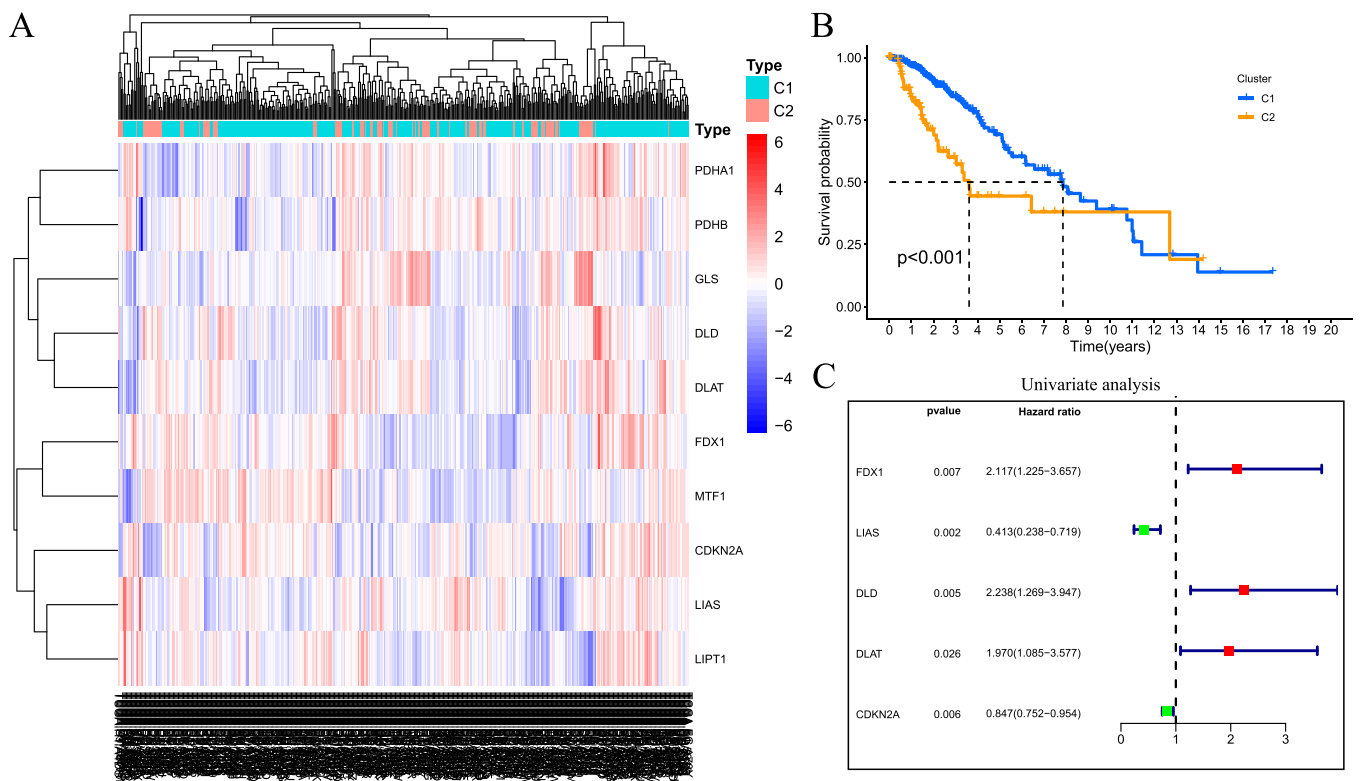 A
Type
C1
C2
Type
6
4
2
0
−2
−4
−6
PDHA1
PDHB
GLS
DLD
DLAT
FDX1
MTF1
CDKN2A
LIAS
LIPT1
B
Survival probability
1.00
0.75
0.50
0.25
0.00
p<0.001
Cluster
C1
C2
0 1 2 3 4 5 6 7 8 9 10 11 12 13 14 15 16 17 18 19 20
Time(years)
C
Univariate analysis
pvalue Hazard ratio
FDX1 0.007 2.117(1.225−3.657)
LIAS 0.002 0.413(0.238−0.719)
DLD 0.005 2.238(1.269−3.947)
DLAT 0.026 1.970(1.085−3.577)
CDKN2A 0.006 0.847(0.752−0.954)
0 1 2 3